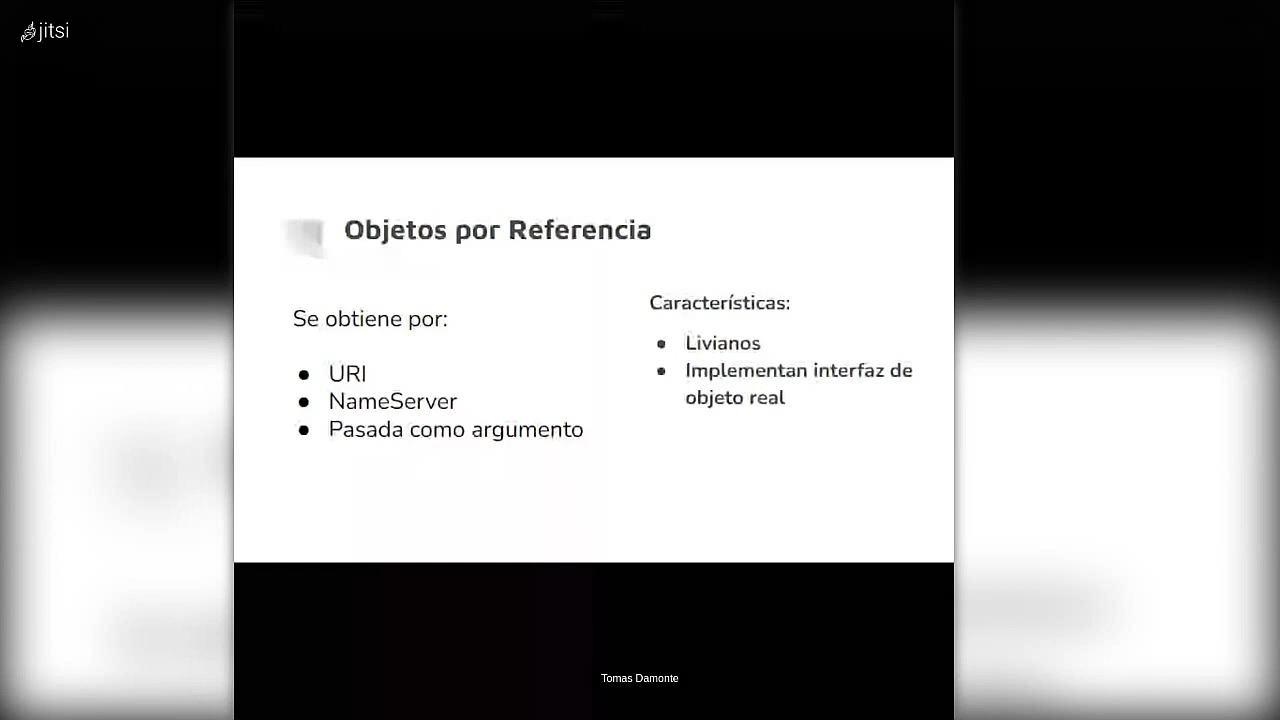 jitsi
Objetos por Referencia
Se obtiene por:
● URI
● NameServer
● Pasada como argumento
Características:
● Livianos
● Implementan interfaz de
objeto real
Tomas Damonte